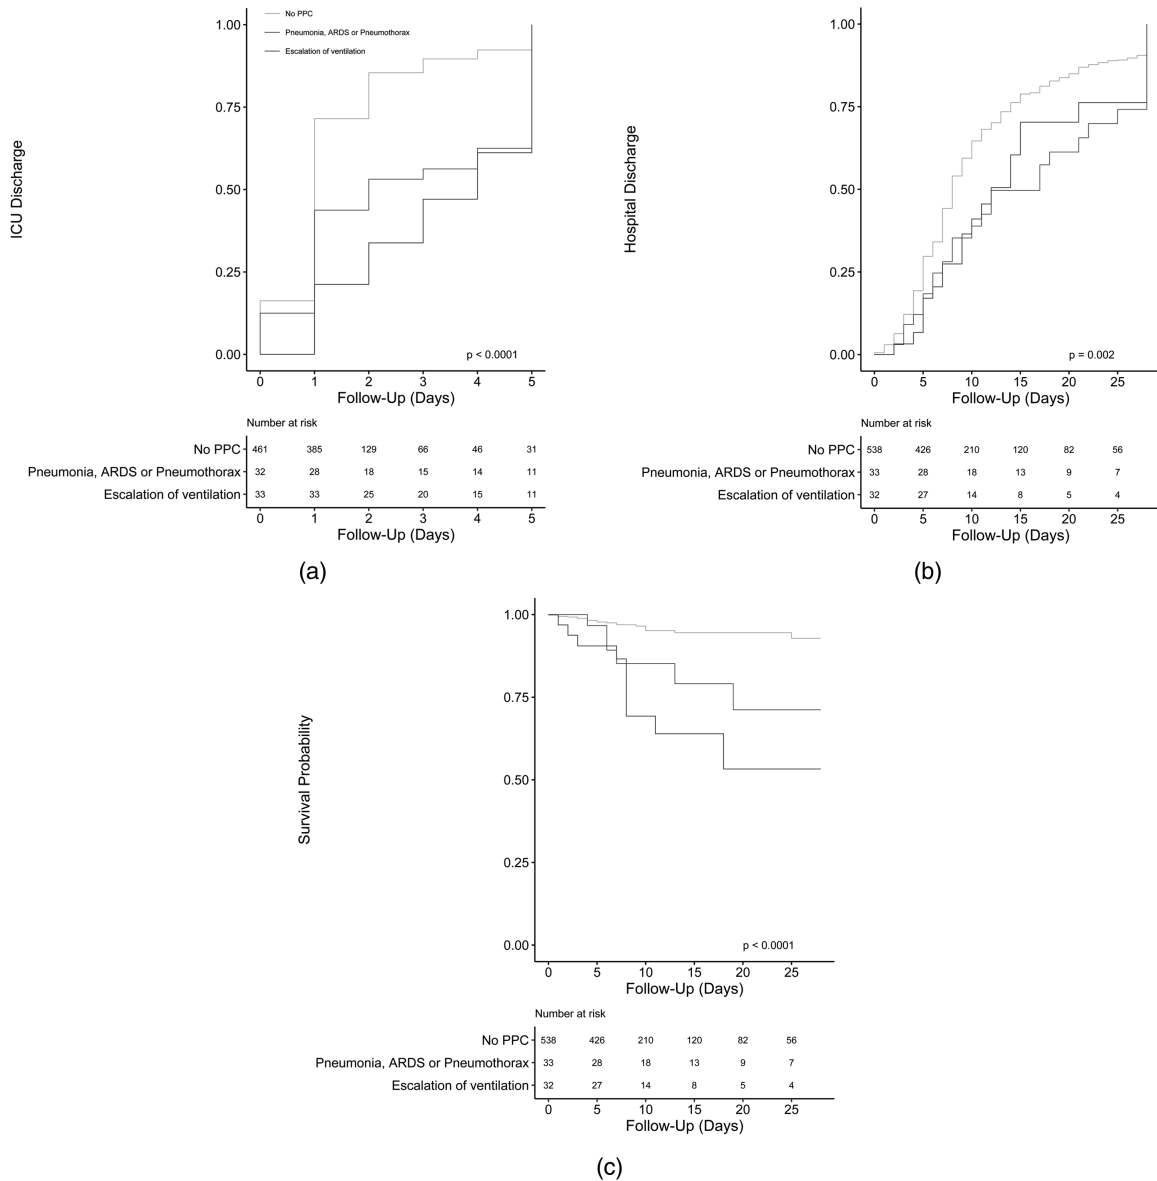 No PPC
Pneumonia, ARDS or Pneumothorax
Escalation of ventilation
ICU Discharge
1.00
0.75
0.50
0.25
0.00
p < 0.0001
0 1 2 3 4 5
Follow-Up (Days)
Number at risk
No PPC 461 385 129 66 46 31
Pneumonia, ARDS or Pneumothorax 32 28 18 15 14 11
Escalation of ventilation 33 33 25 20 15 11
0 1 2 3 4 5
Follow-Up (Days)
(a)
Hospital Discharge
1.00
0.75
0.50
0.25
0.00
p = 0.002
0 5 10 15 20 25
Follow-Up (Days)
Number at risk
No PPC 538 426 210 120 82 56
Pneumonia, ARDS or Pneumothorax 33 28 18 13 9 7
Escalation of ventilation 32 27 14 8 5 4
0 5 10 15 20 25
Follow-Up (Days)
(b)
Survival Probability
1.00
0.75
0.50
0.25
0.00
p < 0.0001
0 5 10 15 20 25
Follow-Up (Days)
Number at risk
No PPC 538 426 210 120 82 56
Pneumonia, ARDS or Pneumothorax 33 28 18 13 9 7
Escalation of ventilation 32 27 14 8 5 4
0 5 10 15 20 25
Follow-Up (Days)
(c)